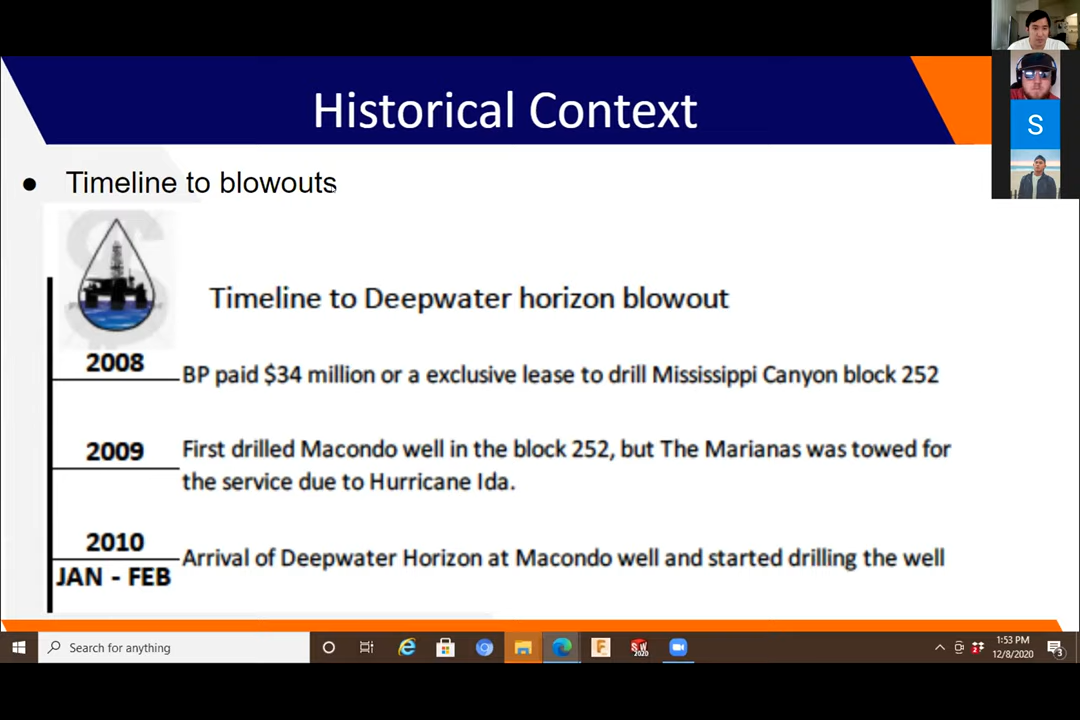 Historical Context
● Timeline to blowouts
Timeline to Deepwater horizon blowout
2008
BP paid $34 million or a exclusive lease to drill Mississippi Canyon block 252
2009
First drilled Macondo well in the block 252, but The Marianas was towed for
the service due to Hurricane Ida.
2010
JAN - FEB
Arrival of Deepwater Horizon at Macondo well and started drilling the well
S
Search for anything
1:53 PM
12/8/2020